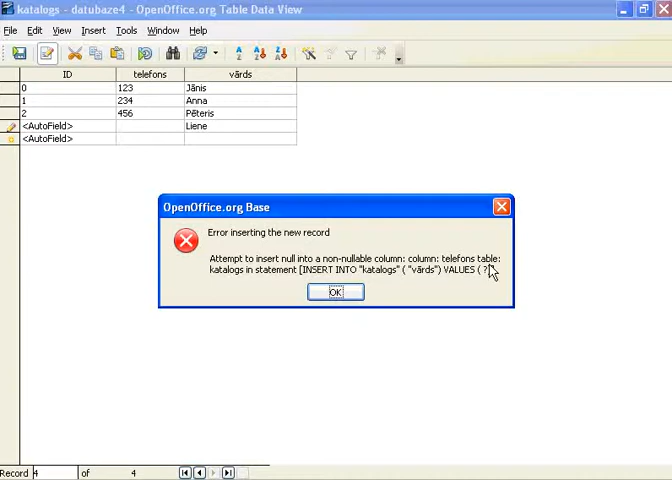 katalogs - datubaze4 - OpenOffice.org Table Data View
File Edit View Insert Tools Window Help
ID telefons vārds
0 123 Jānis
1 234 Anna
2 456 Pēteris
<AutoField> Liene
<AutoField>
OpenOffice.org Base
Error inserting the new record
Attempt to insert null into a non-nullable column: column: telefons table:
katalogs in statement [INSERT INTO "katalogs" ( "vārds") VALUES ( ?
OK
Record 4 of 4